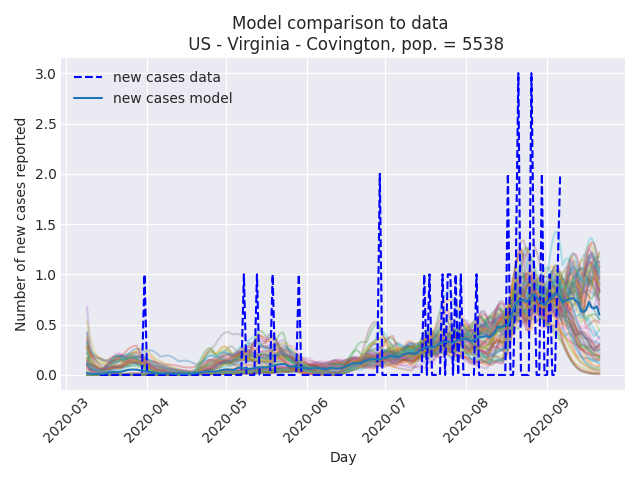 Model comparison to data
US - Virginia - Covington, pop. = 5538
new cases data
new cases model
Number of new cases reported
3.0
2.5
2.0
1.5
1.0
0.5
0.0
2020-03
2020-04
2020-05
2020-06
2020-07
2020-08
2020-09
Day